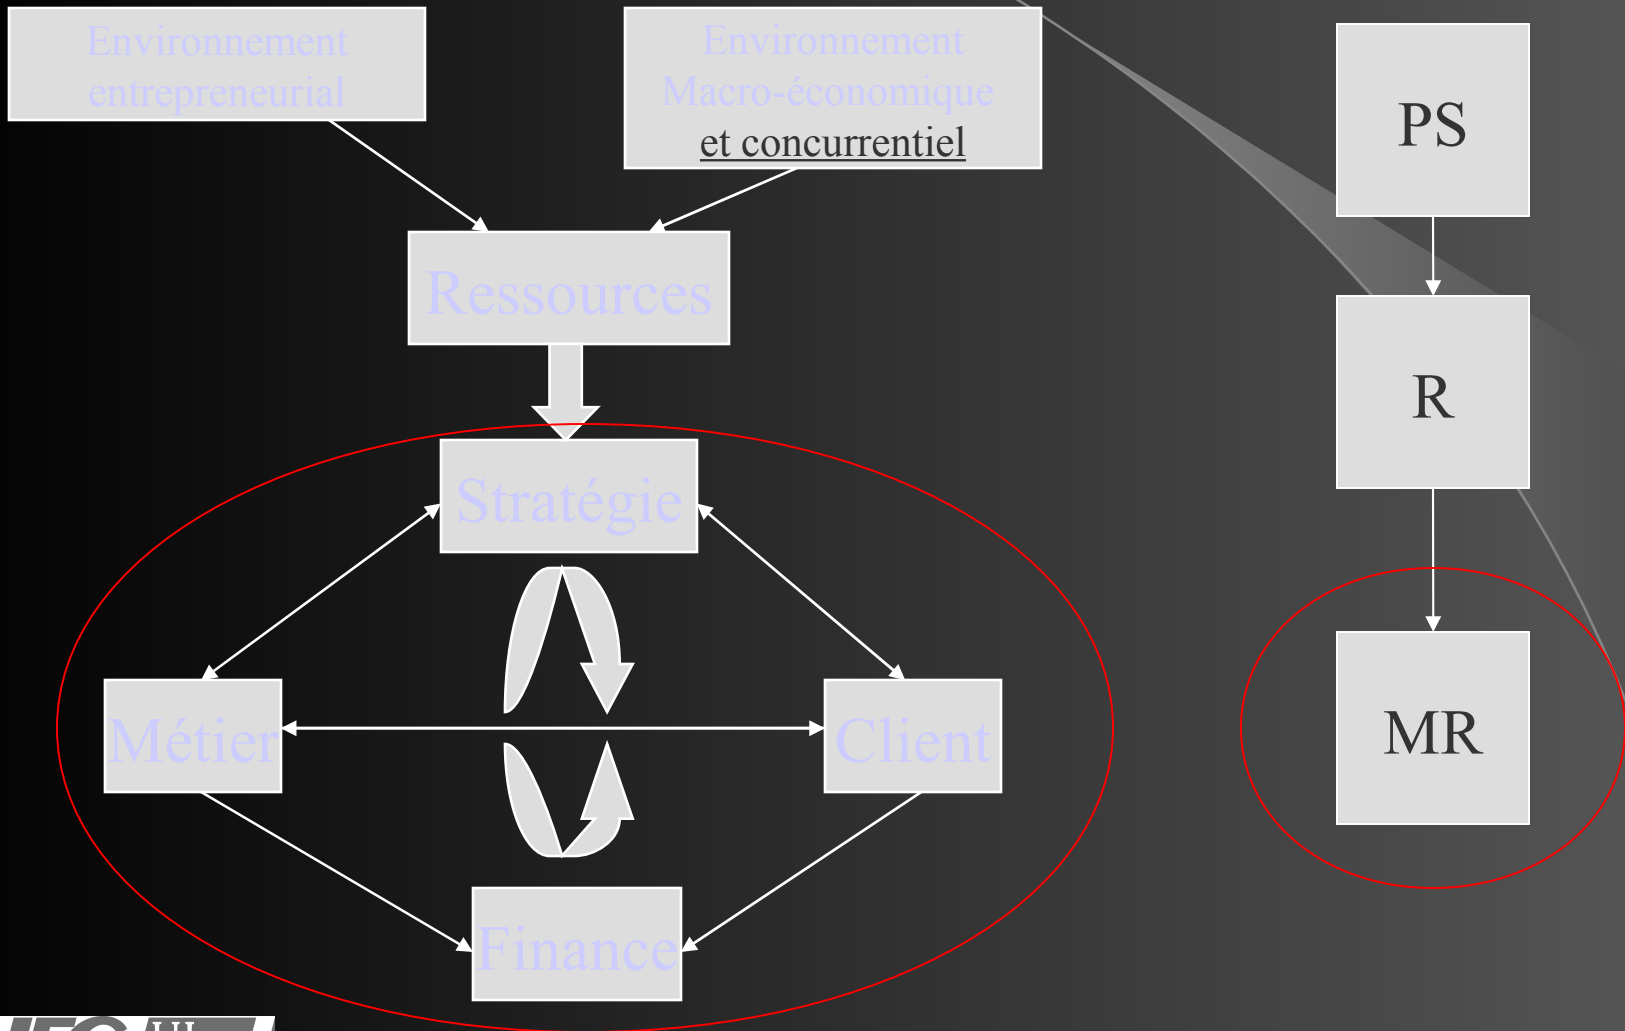 Environnement
entrepreneurial
Environnement
Macro-économique
et concurrentiel
Ressources
Stratégie
Métier
Client
Finance
PS
R
MR